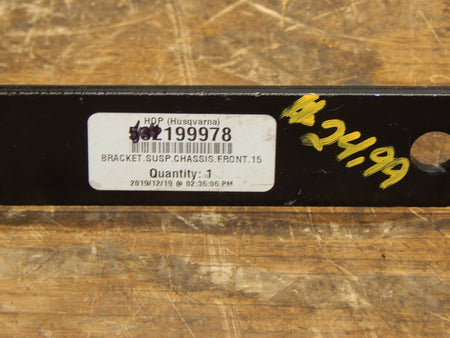 HOP (Husqvarna)
532199978
BRACKET.SUSP.CHASSIS.FRONT.15
Quantity: 1
2019/12/19 @ 02:36:06 PM
#24.99